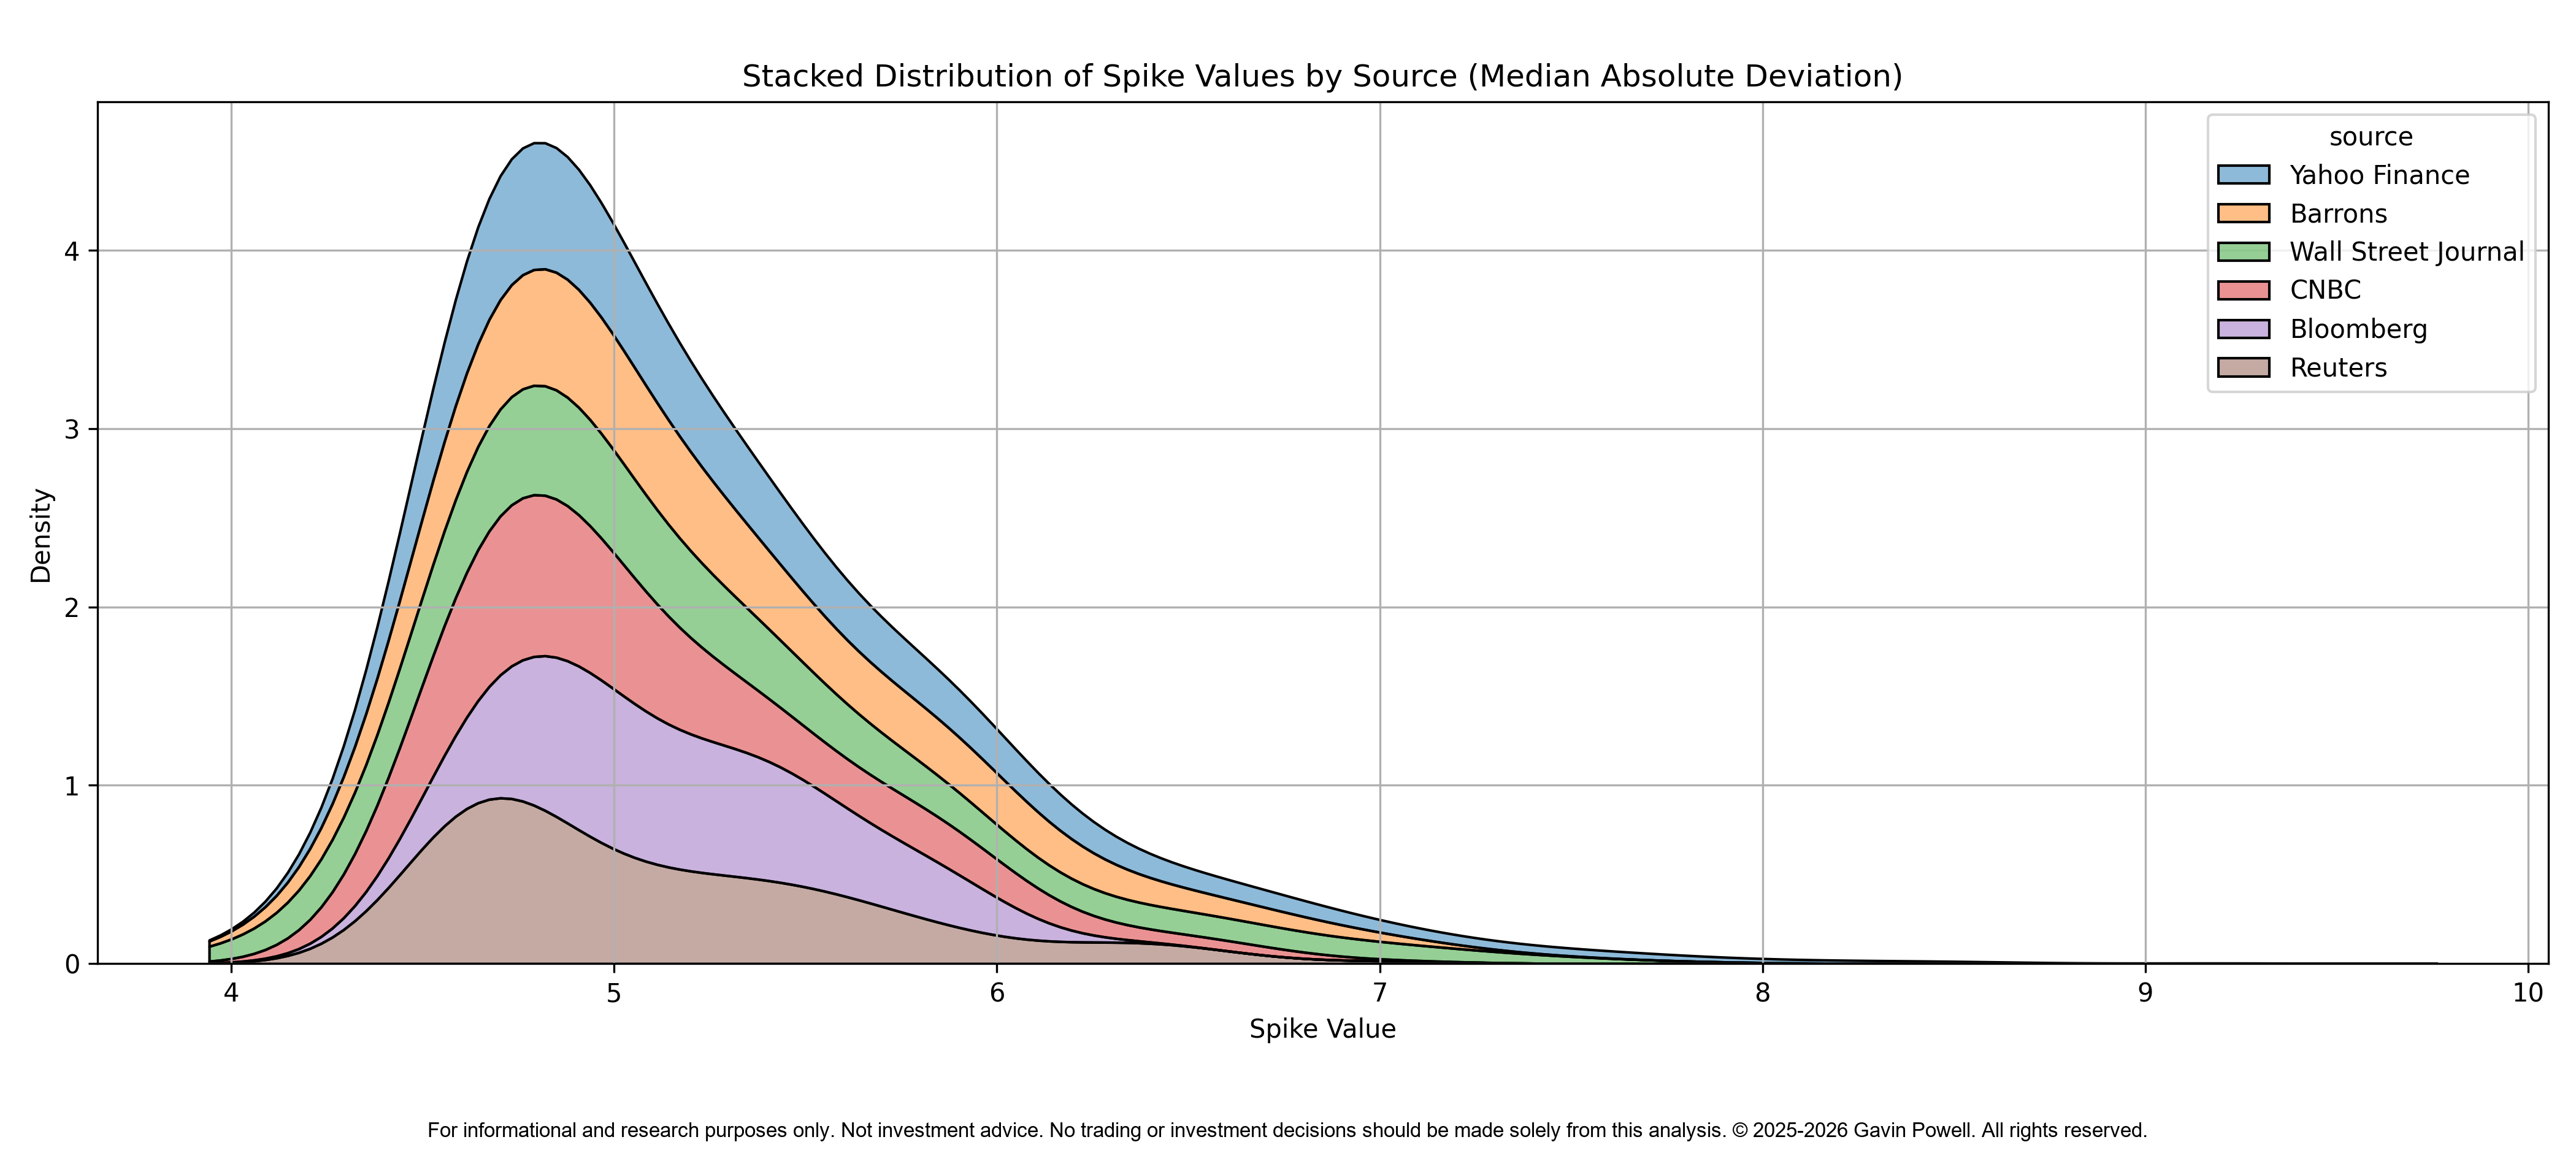 Stacked Distribution of Spike Values by Source (Median Absolute Deviation)
source
Yahoo Finance
Barrons
Wall Street Journal
CNBC
Bloomberg
Reuters
Density
4
3
2
1
0
4 5 6 7 8 9 10
Spike Value
For informational and research purposes only. Not investment advice. No trading or investment decisions should be made solely from this analysis. © 2025-2026 Gavin Powell. All rights reserved.